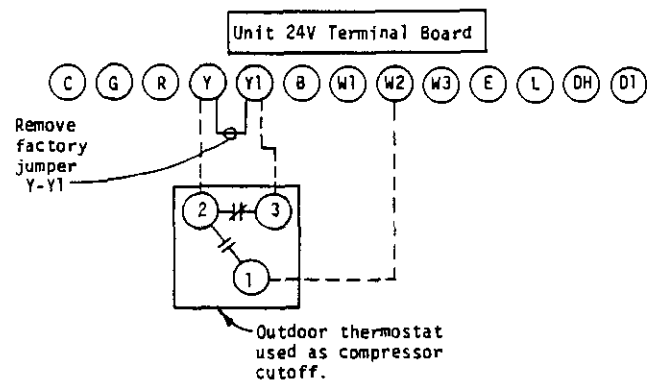 Unit 24V Terminal Board
C G R Y Y1 B W1 W2 W3 E L DH D1
Remove
factory
jumper
Y-Y1
2 3
1
Outdoor thermostat
used as compressor
cutoff.